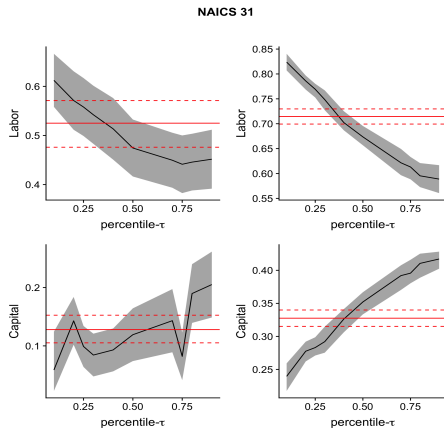 NAICS 31
Labor
0.6
0.5
0.4
0.25 0.50 0.75
percentile-τ
Labor
0.85
0.80
0.75
0.70
0.65
0.60
0.55
0.25 0.50 0.75
percentile-τ
Capital
0.2
0.1
0.25 0.50 0.75
percentile-τ
Capital
0.40
0.35
0.30
0.25
0.25 0.50 0.75
percentile-τ